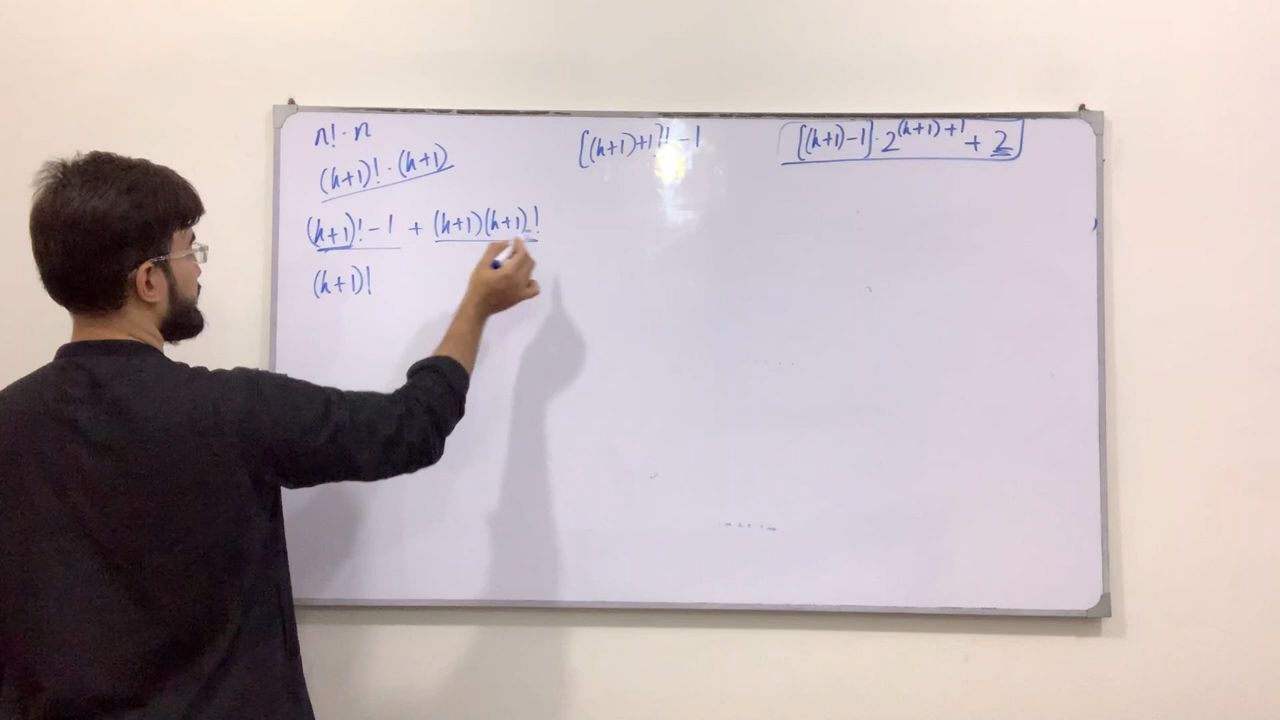 n! · n
(k+1)! · (k+1)
(k+1)! - 1 + (k+1)(k+1)!
(k+1)!
[(k+1)+1]! - 1
[(k+1)-1] · 2^(k+1)+1 + 2